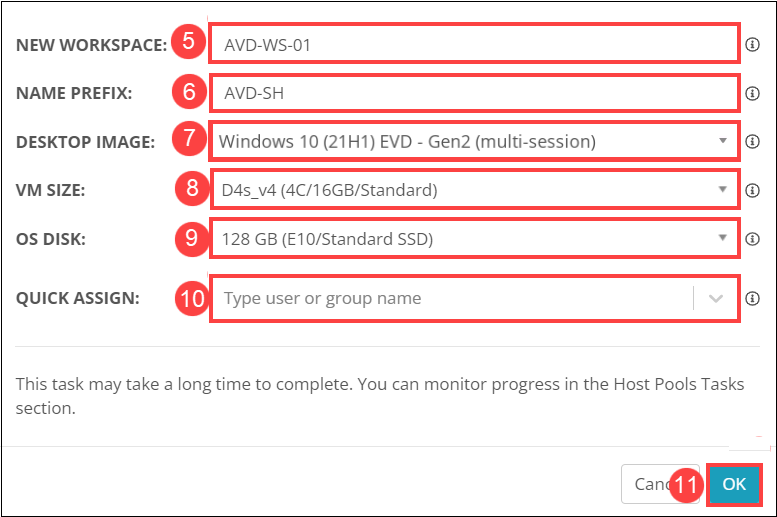 NEW WORKSPACE: 5 AVD-WS-01
NAME PREFIX: 6 AVD-SH
DESKTOP IMAGE: 7 Windows 10 (21H1) EVD - Gen2 (multi-session)
VM SIZE: 8 D4s_v4 (4C/16GB/Standard)
OS DISK: 9 128 GB (E10/Standard SSD)
QUICK ASSIGN: 10 Type user or group name
This task may take a long time to complete. You can monitor progress in the Host Pools Tasks
section.
11 OK